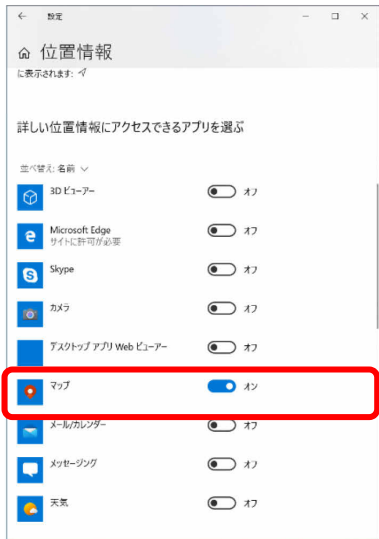 設定
位置情報
に表示されます:
詳しい位置情報にアクセスできるアプリを選ぶ
並べ替え: 名前
3D ビューアー オフ
Microsoft Edge オフ
サイトに許可が必要
Skype オフ
カメラ オフ
デスクトップ アプリ Web ビューアー オフ
マップ オン
メール/カレンダー オフ
メッセージング オフ
天気 オフ